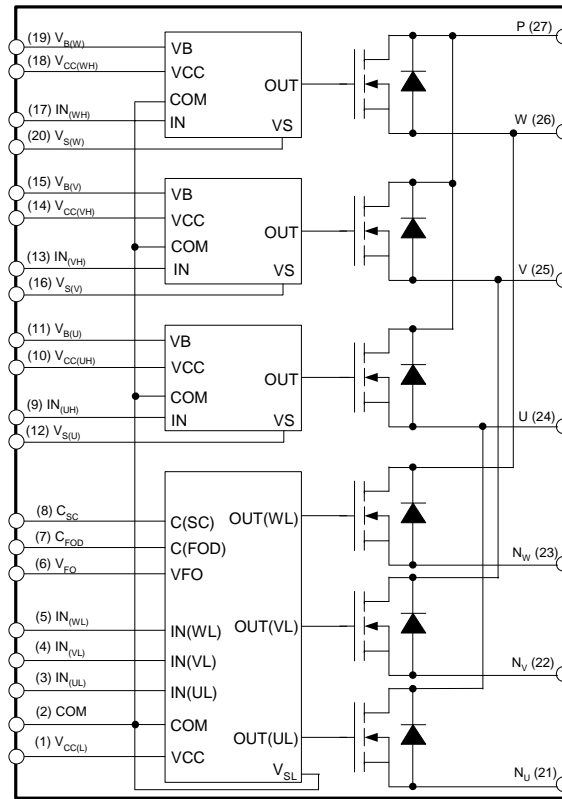 (19) VB(W)
(18) VCC(WH)
(17) IN(WH)
(20) VS(W)
VB
VCC
COM
IN
OUT
VS
P (27)
W (26)
(15) VB(V)
(14) VCC(VH)
(13) IN(VH)
(16) VS(V)
VB
VCC
COM
IN
OUT
VS
V (25)
(11) VB(U)
(10) VCC(UH)
(9) IN(UH)
(12) VS(U)
VB
VCC
COM
IN
OUT
VS
U (24)
(8) CSC
(7) CFOD
(6) VFO
(5) IN(WL)
(4) IN(VL)
(3) IN(UL)
(2) COM
(1) VCC(L)
C(SC)
C(FOD)
VFO
IN(WL)
IN(VL)
IN(UL)
COM
VCC
OUT(WL)
OUT(VL)
OUT(UL)
VSL
NW (23)
NV (22)
NU (21)